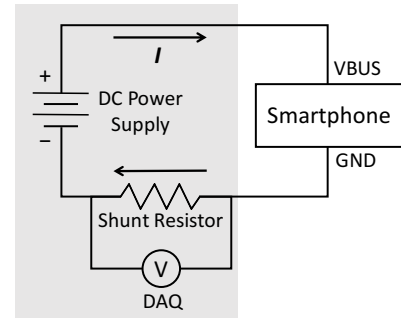 I
VBUS
+
DC Power
Supply
−
Smartphone
GND
Shunt Resistor
V
DAQ